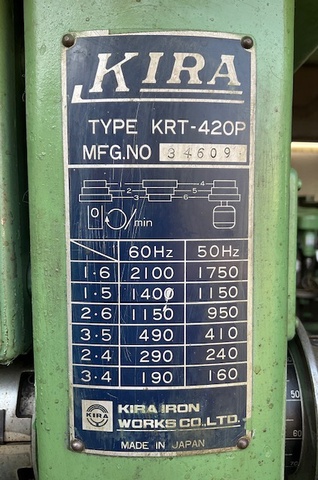 KIRA
TYPE KRT-420P
MFG.NO 34609
1 4
2 5
3 6
/min
60Hz 50Hz
1·6 2100 1750
1·5 1400 1150
2·6 1150 950
3·5 490 410
2·4 290 240
3·4 190 160
KIRA KIRA IRON
WORKS CO.,LTD.
MADE IN JAPAN
50
60